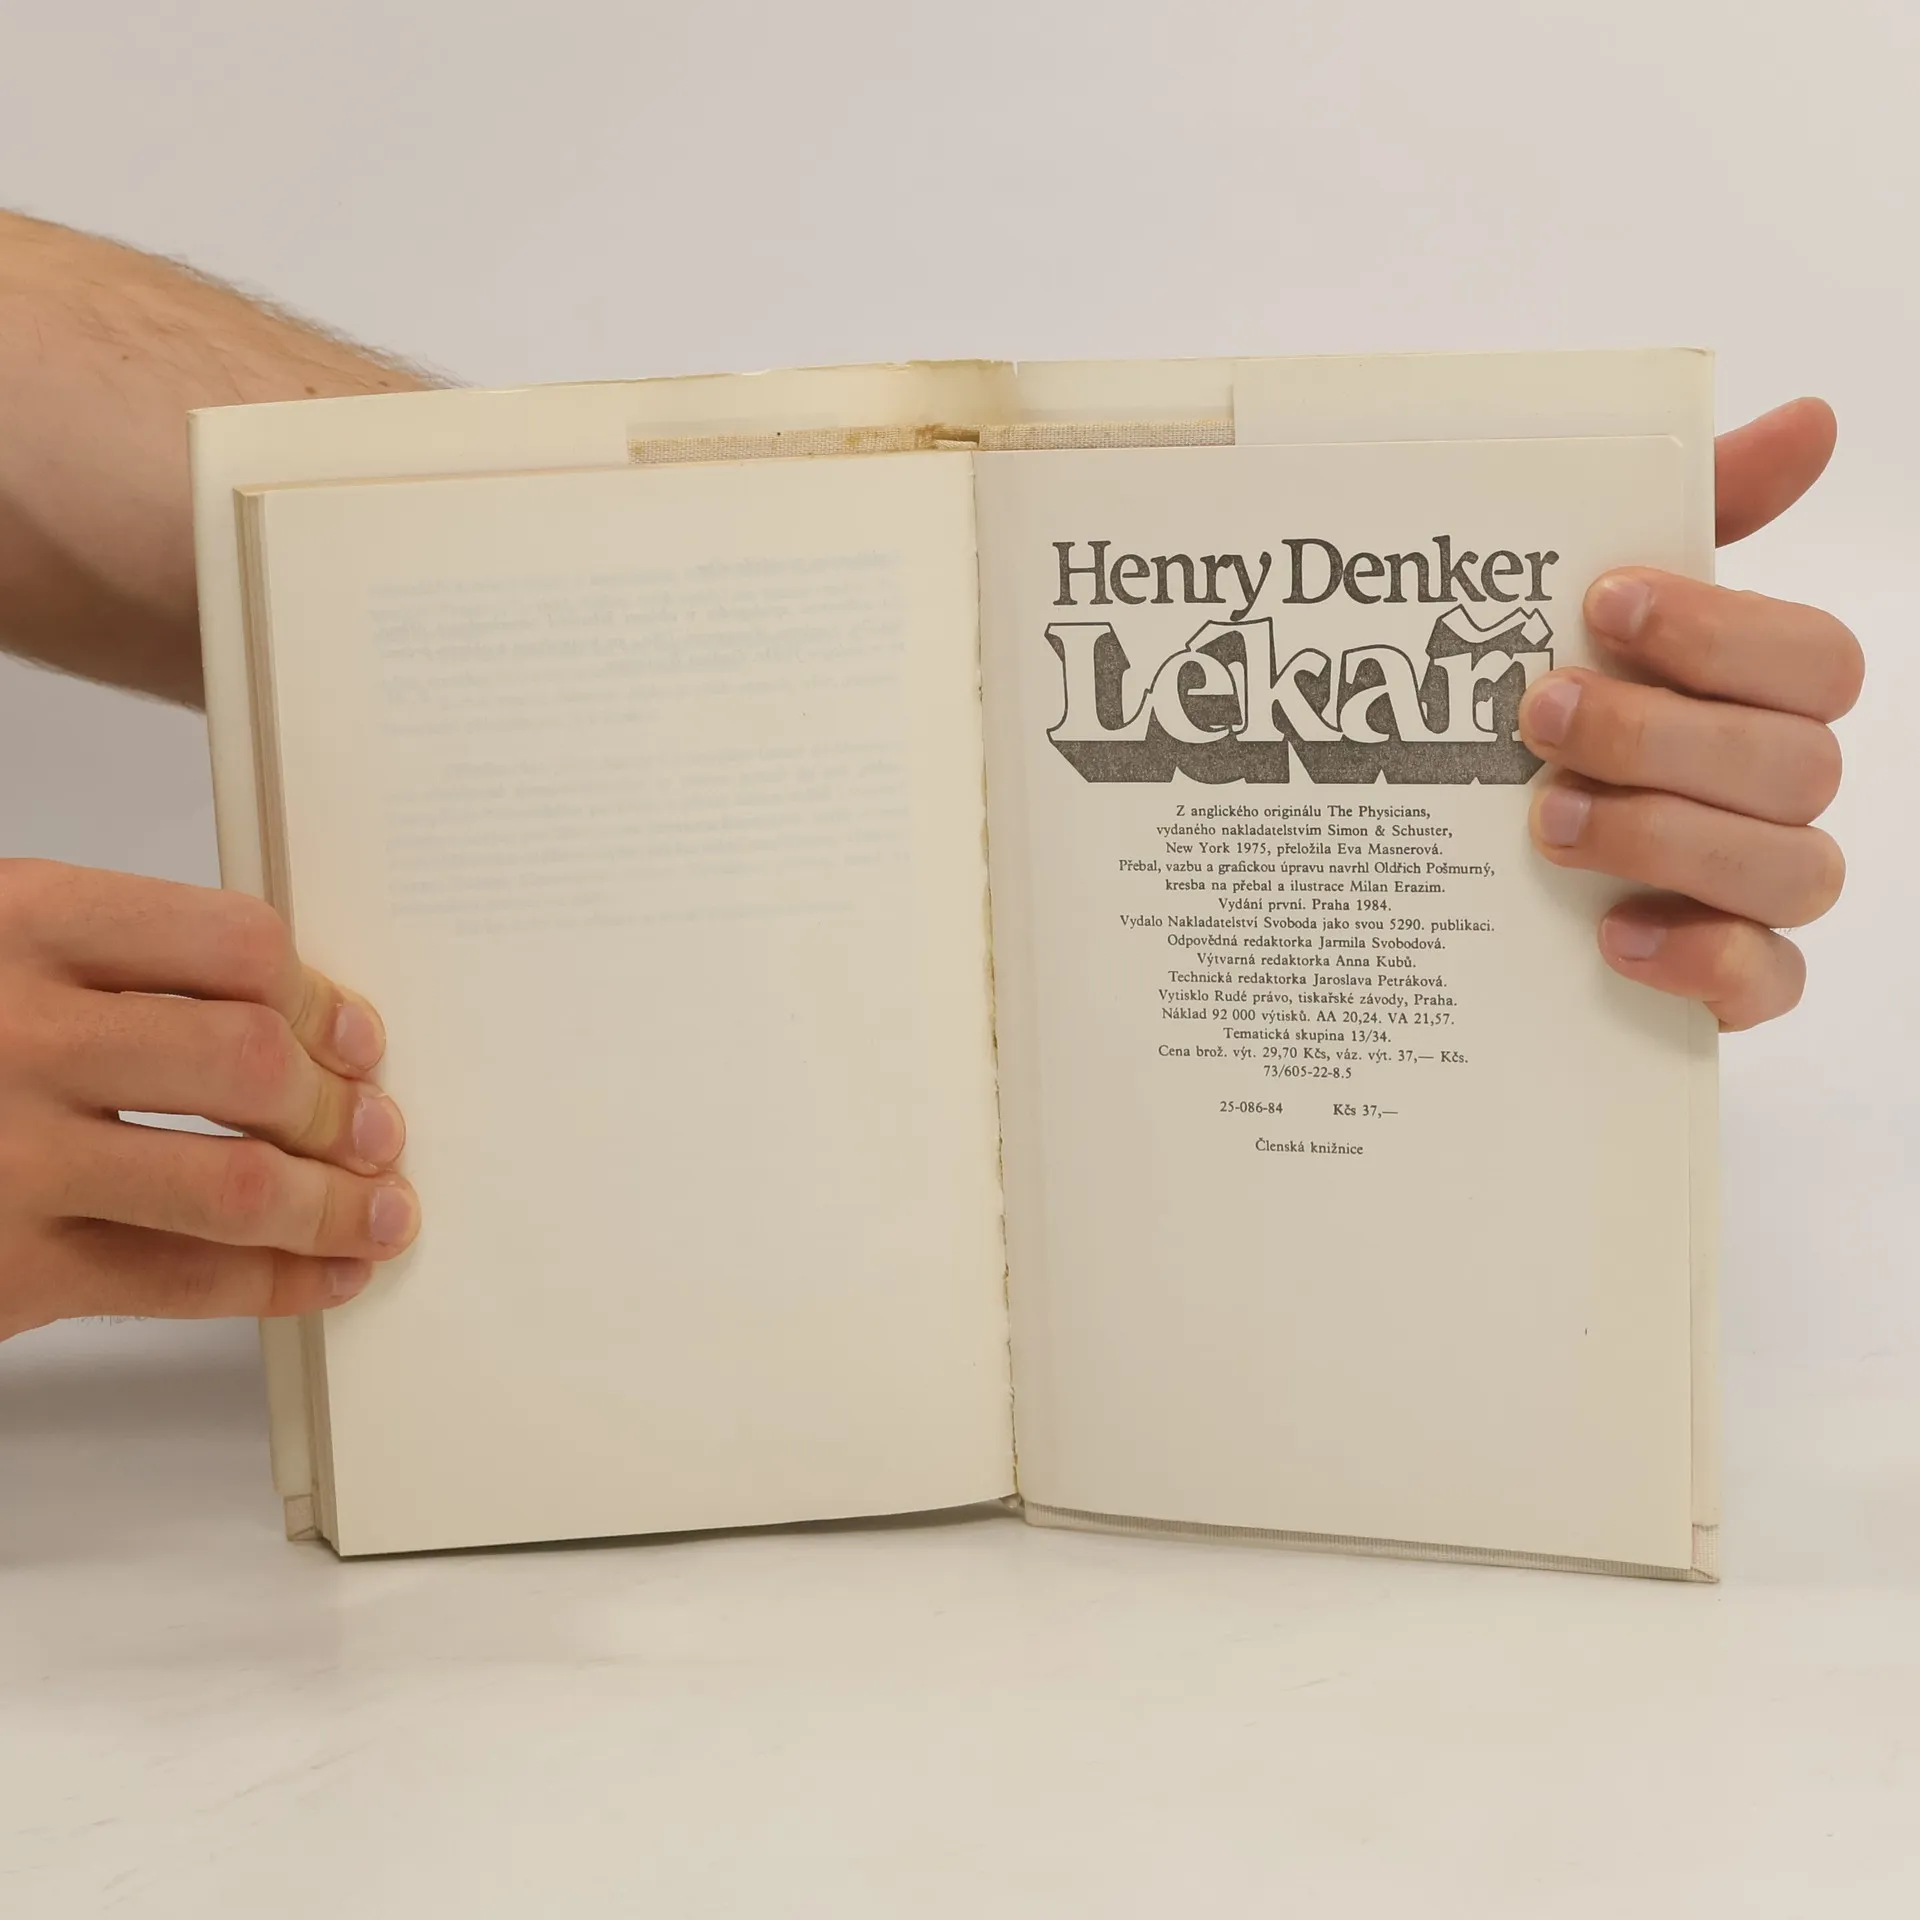 Henry Denker
Lékaři
Z anglického originálu The Physicians,
vydaného nakladatelstvím Simon & Schuster,
New York 1975, přeložila Eva Masnerová.
Přebal, vazbu a grafickou úpravu navrhl Oldřich Pošmurný,
kresba na přebal a ilustrace Milan Erazim.
Vydání první. Praha 1984.
Vydalo Nakladatelství Svoboda jako svou 5290. publikaci.
Odpovědná redaktorka Jarmila Svobodová.
Výtvarná redaktorka Anna Kubů.
Technická redaktorka Jaroslava Petráková.
Vytisklo Rudé právo, tiskařské závody, Praha.
Náklad 92 000 výtisků. AA 20,24. VA 21,57.
Tematická skupina 13/34.
Cena brož. výt. 29,70 Kčs, váz. výt. 37,— Kčs.
73/605-22-8.5
25-086-84 Kčs 37,—
Členská knižnice